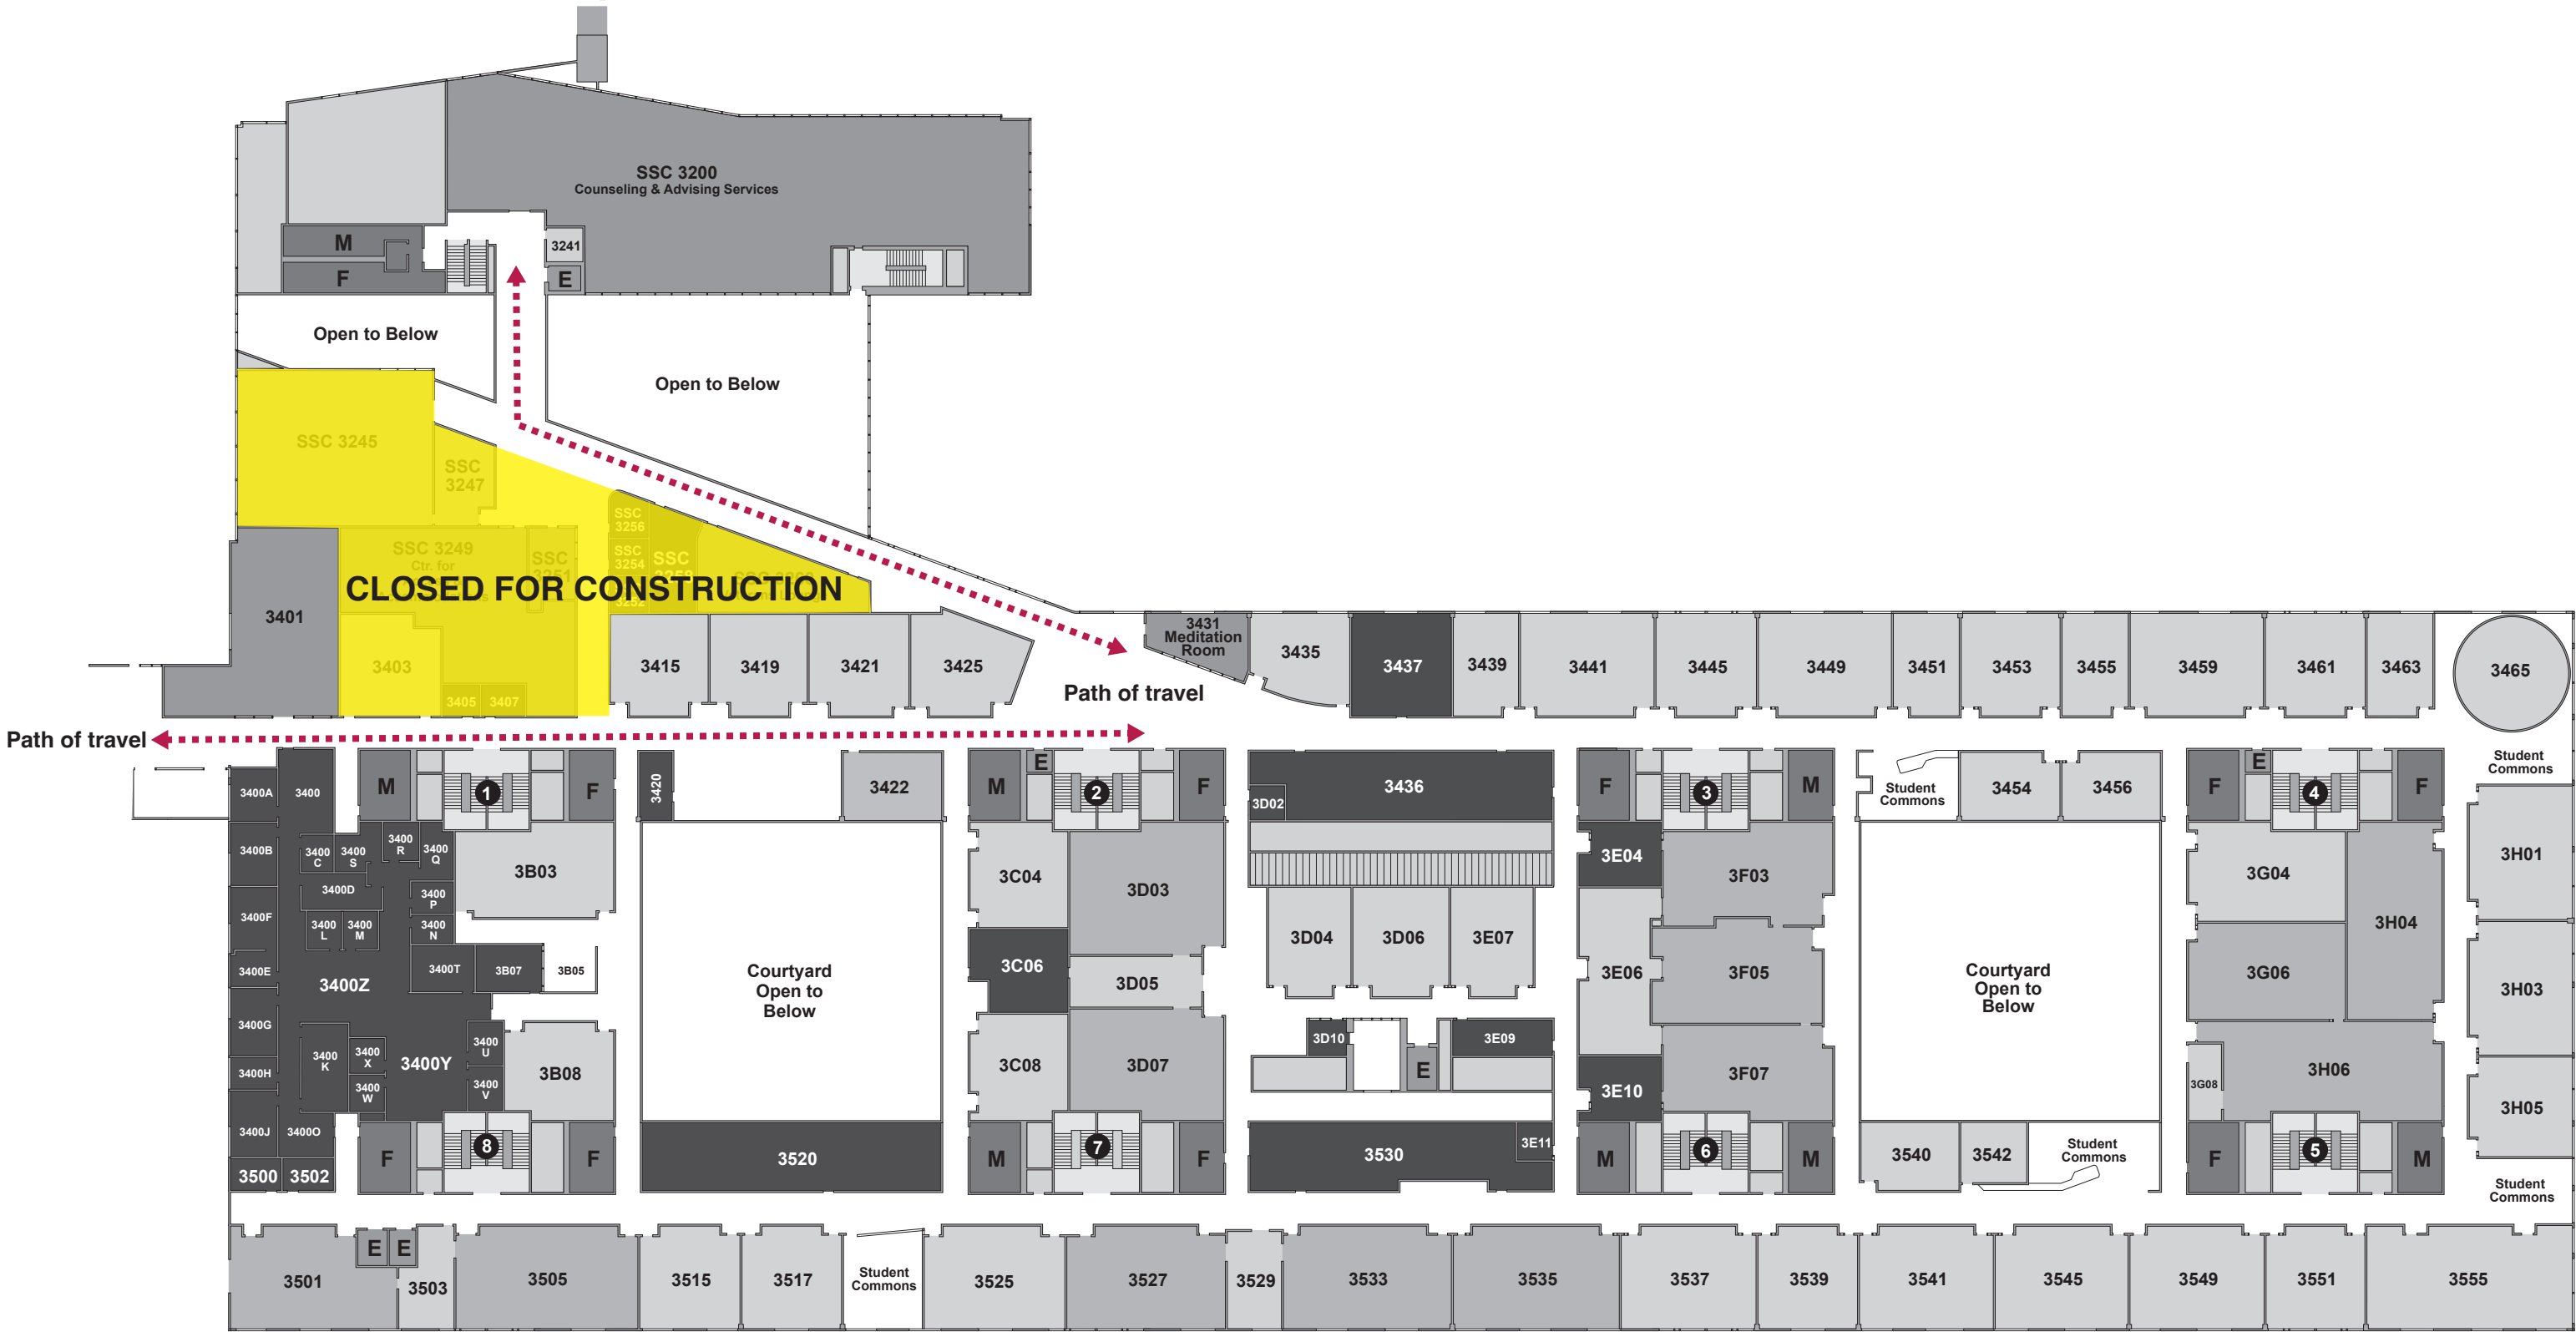 SSC 3200
Counseling & Advising Services
M
3241
F
E
Open to Below
Open to Below
SSC 3245
SSC
3247
SSC
3256
SSC 3249
Ctr. for
SSC
3251
SSC
3254
SSC
3252
CLOSED FOR CONSTRUCTION
3401
3403
3405
3407
3415
3419
3421
3425
3431
Meditation
Room
3435
3437
3439
3441
3445
3449
3451
3453
3455
3459
3461
3463
3465
Path of travel
Path of travel
3400A
3400
M
1
F
3420
3422
M
E
2
F
3436
3D02
F
3
M
Student
Commons
3454
3456
F
E
4
F
Student
Commons
3400B
3400
C
3400
S
3400
R
3400
Q
3B03
3400D
3400
P
3400F
3400
L
3400
M
3400
N
3400E
3400Z
3400T
3B07
3B05
3400G
3400
K
3400
X
3400Y
3400
U
3400H
3400
W
3400
V
3B08
3400J
3400O
F
8
F
3500
3502
Courtyard
Open to
Below
3520
3C04
3D03
3C06
3D05
3C08
3D07
M
7
F
3D04
3D06
3E07
3D10
E
3E09
3530
3E11
3E04
3F03
3E06
3F05
3E10
3F07
M
6
M
Courtyard
Open to
Below
3540
3542
Student
Commons
3G04
3H04
3G06
3H06
3G08
F
5
M
3H01
3H03
3H05
Student
Commons
3501
E
E
3503
3505
3515
3517
Student
Commons
3525
3527
3529
3533
3535
3537
3539
3541
3545
3549
3551
3555